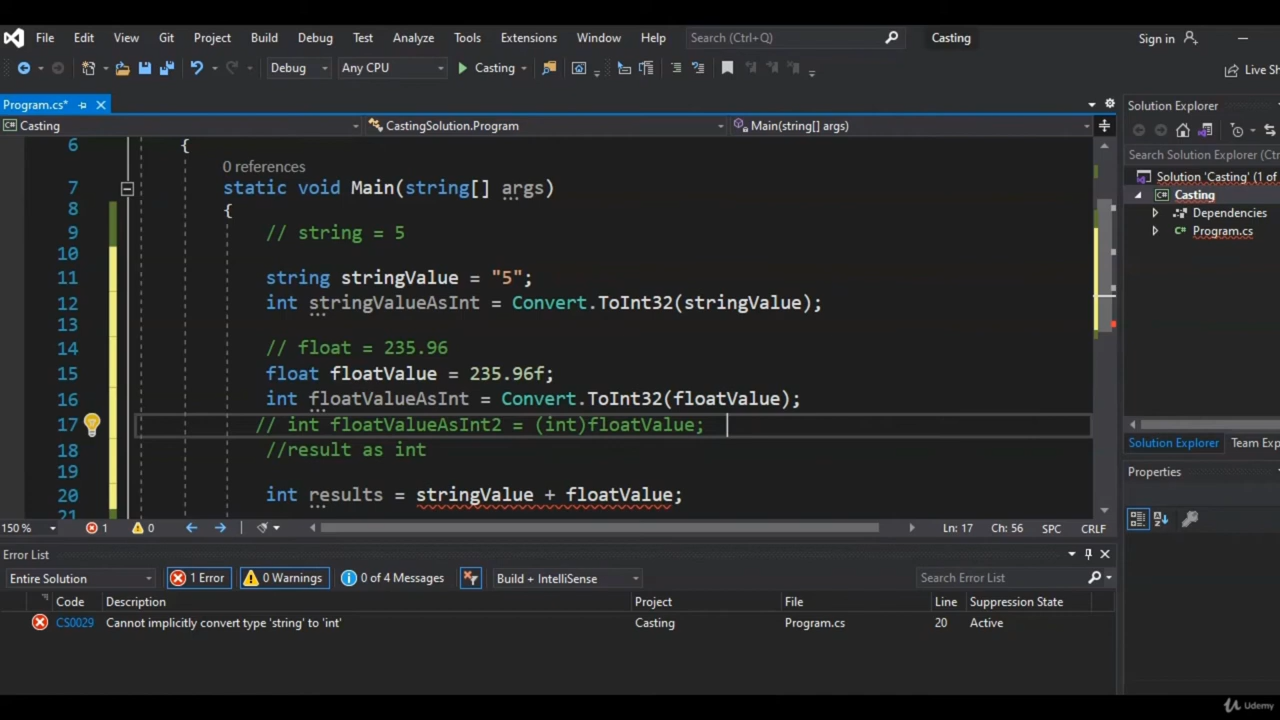 File Edit View Git Project Build Debug Test Analyze Tools Extensions Window Help Search (Ctrl+Q) Casting Sign in
Debug Any CPU Casting Live Sh
Program.cs*
Casting CastingSolution.Program Main(string[] args)
6 {
0 references
7 static void Main(string[] args)
8 {
9 // string = 5
10
11 string stringValue = "5";
12 int stringValueAsInt = Convert.ToInt32(stringValue);
13
14 // float = 235.96
15 float floatValue = 235.96f;
16 int floatValueAsInt = Convert.ToInt32(floatValue);
17 // int floatValueAsInt2 = (int)floatValue;
18 //result as int
19
20 int results = stringValue + floatValue;
21
150 % 1 0 Ln: 17 Ch: 56 SPC CRLF
Solution Explorer
Search Solution Explorer (Ctrl+
Solution 'Casting' (1 of
Casting
Dependencies
C# Program.cs
Solution Explorer Team Exp
Properties
Error List
Entire Solution 1 Error 0 Warnings 0 of 4 Messages Build + IntelliSense Search Error List
Code Description Project File Line Suppression State
CS0029 Cannot implicitly convert type 'string' to 'int' Casting Program.cs 20 Active
Udemy